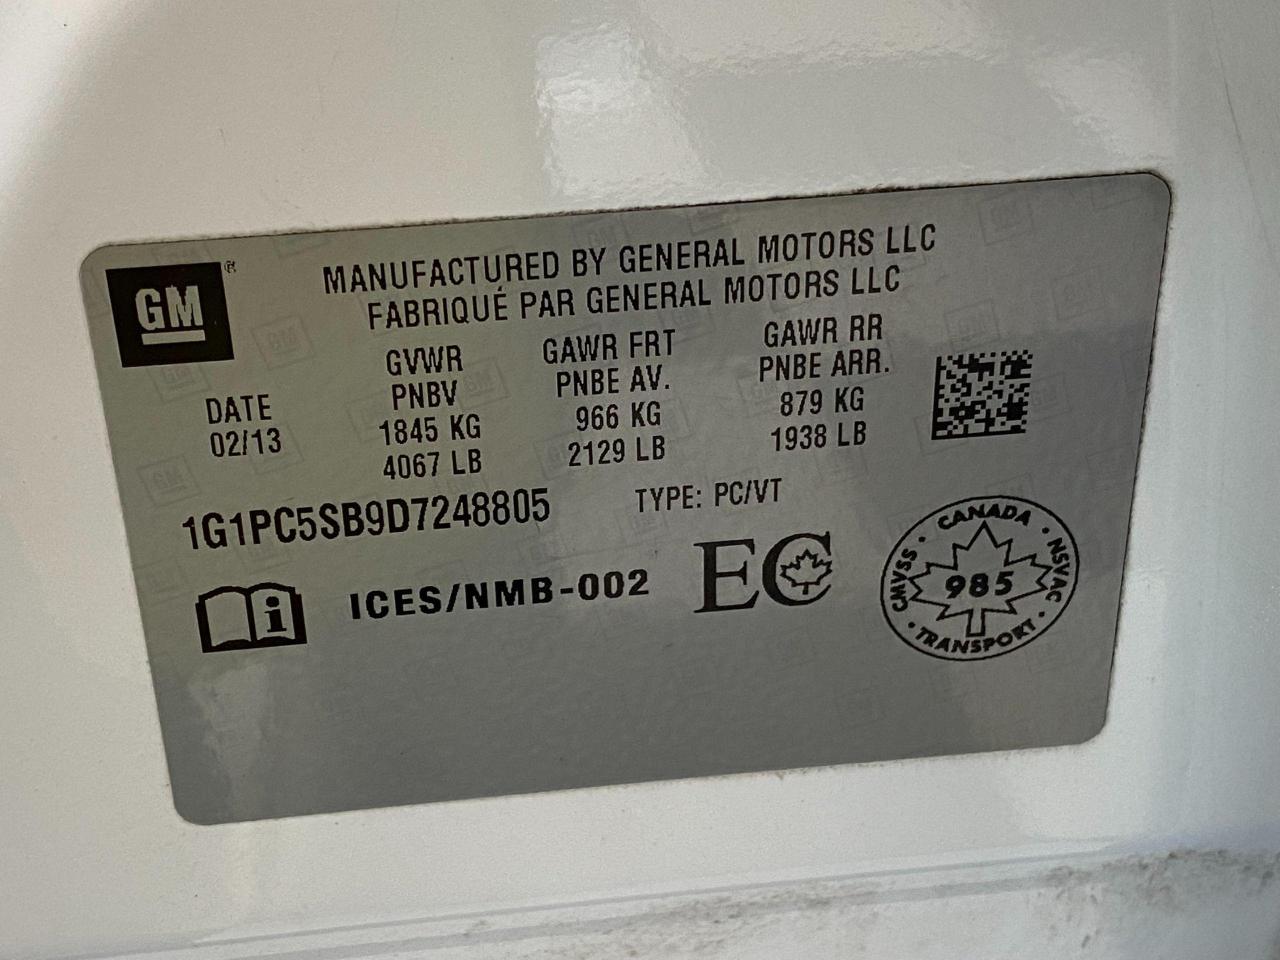 GM®
MANUFACTURED BY GENERAL MOTORS LLC
FABRIQUÉ PAR GENERAL MOTORS LLC
DATE
02/13
GVWR
PNBV
1845 KG
4067 LB
GAWR FRT
PNBE AV.
966 KG
2129 LB
GAWR RR
PNBE ARR.
879 KG
1938 LB
1G1PC5SB9D7248805
TYPE: PC/VT
i
ICES/NMB-002
EC
CANADA
CMVSS · NSVAC
985
TRANSPORT